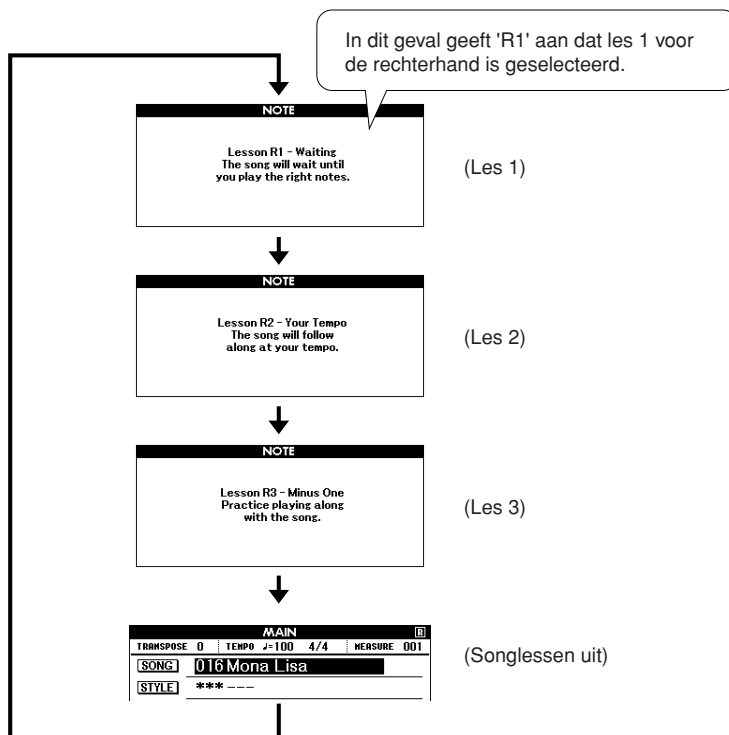 In dit geval geeft 'R1' aan dat les 1 voor
de rechterhand is geselecteerd.
NOTE
Lesson R1 - Waiting
The song will wait until
you play the right notes.
(Les 1)
NOTE
Lesson R2 - Your Tempo
The song will follow
along at your tempo.
(Les 2)
NOTE
Lesson R3 - Minus One
Practice playing along
with the song.
(Les 3)
MAIN R
TRANSPOSE 0 TEMPO ♩=100 4/4 MEASURE 001
SONG 016 Mona Lisa
STYLE *** ---
(Songlessen uit)